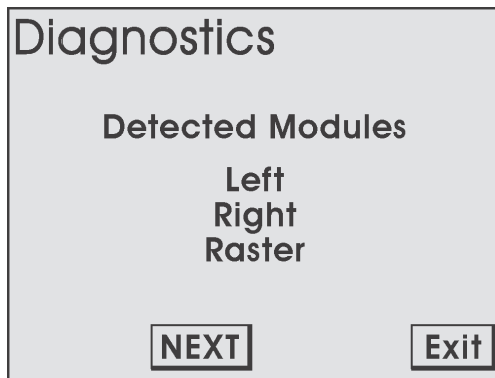 Diagnostics
Detected Modules
Left
Right
Raster
NEXT Exit